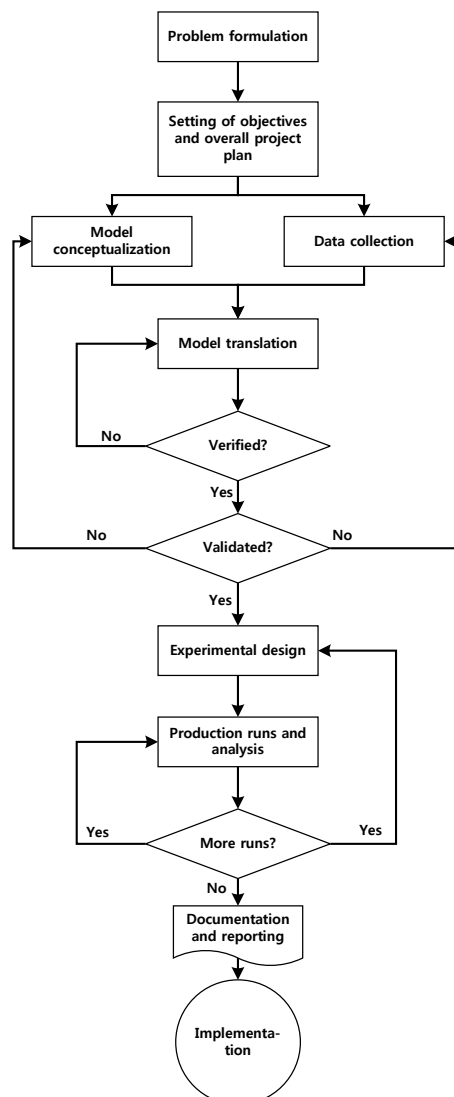 Problem formulation
Setting of objectives
and overall project
plan
Model
conceptualization
Data collection
Model translation
No
Verified?
Yes
No
Validated?
No
Yes
Experimental design
Production runs and
analysis
Yes
More runs?
Yes
No
Documentation
and reporting
Implementa-
tion